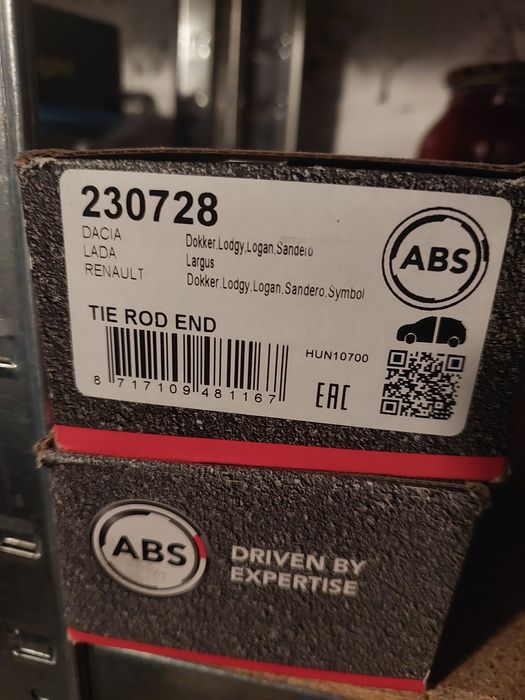 230728
DACIA Dokker,Lodgy,Logan,Sandero
LADA Largus
RENAULT Dokker,Lodgy,Logan,Sandero,Symbol
ABS
TIE ROD END
HUN10700
8 717109 481167
EAC
ABS
DRIVEN BY
EXPERTISE